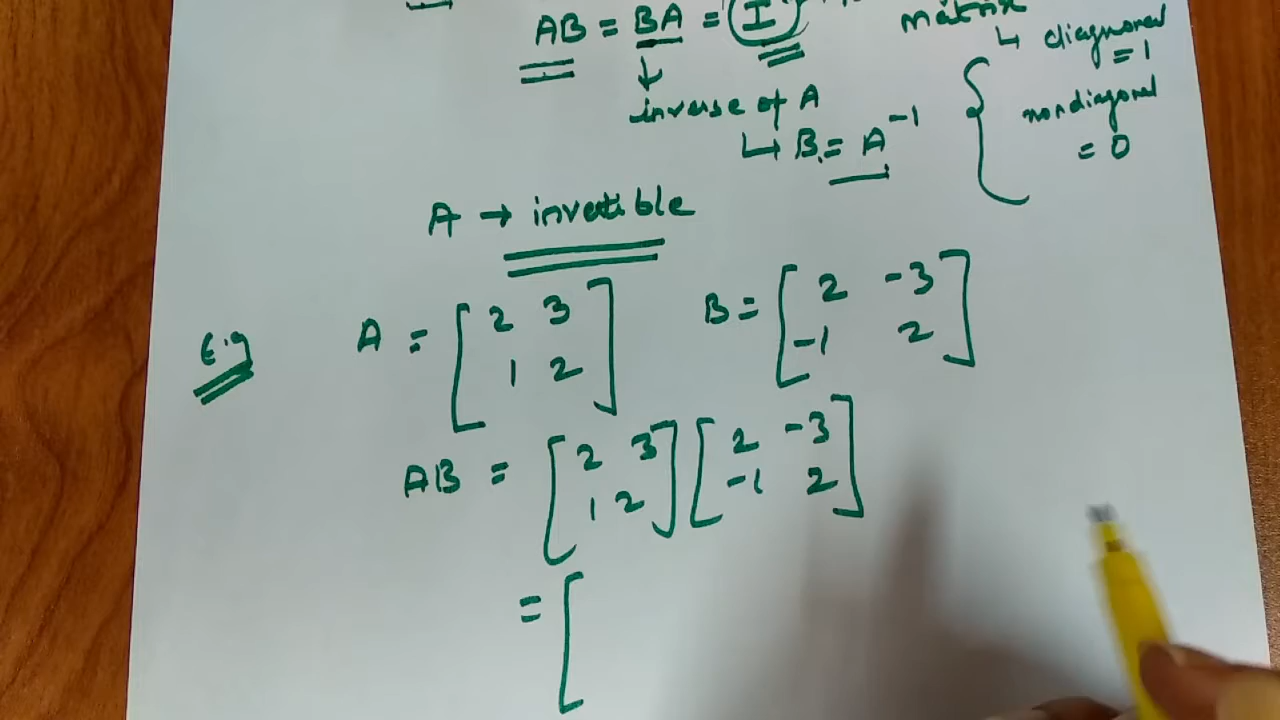 AB = BA = I
matrix
↳ diagonal = 1
nondiagonal = 0
↓
inverse of A
↳ B = A⁻¹
A → invertible
E.g
A = [ 2 3
1 2 ]
B = [ 2 -3
-1 2 ]
AB = [ 2 3
1 2 ] [ 2 -3
-1 2 ]
= [